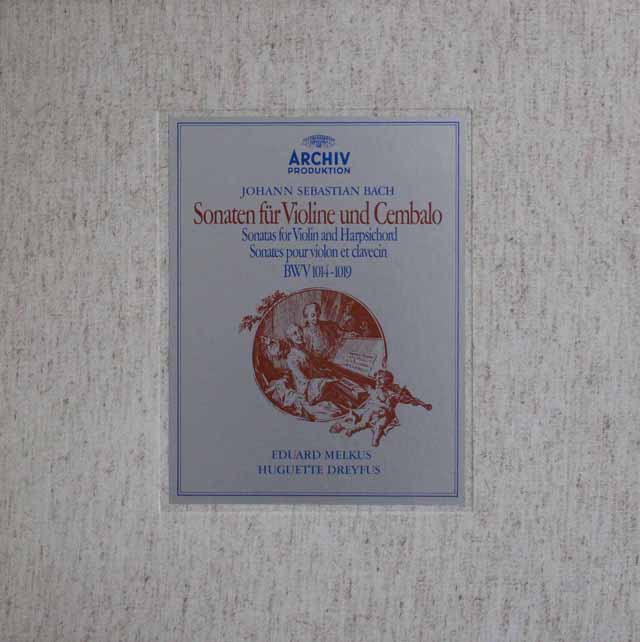 ARCHIV
PRODUKTION
JOHANN SEBASTIAN BACH
Sonaten für Violine und Cembalo
Sonatas for Violin and Harpsichord
Sonates pour violon et clavecin
BWV 1014-1019
EDUARD MELKUS
HUGUETTE DREYFUS